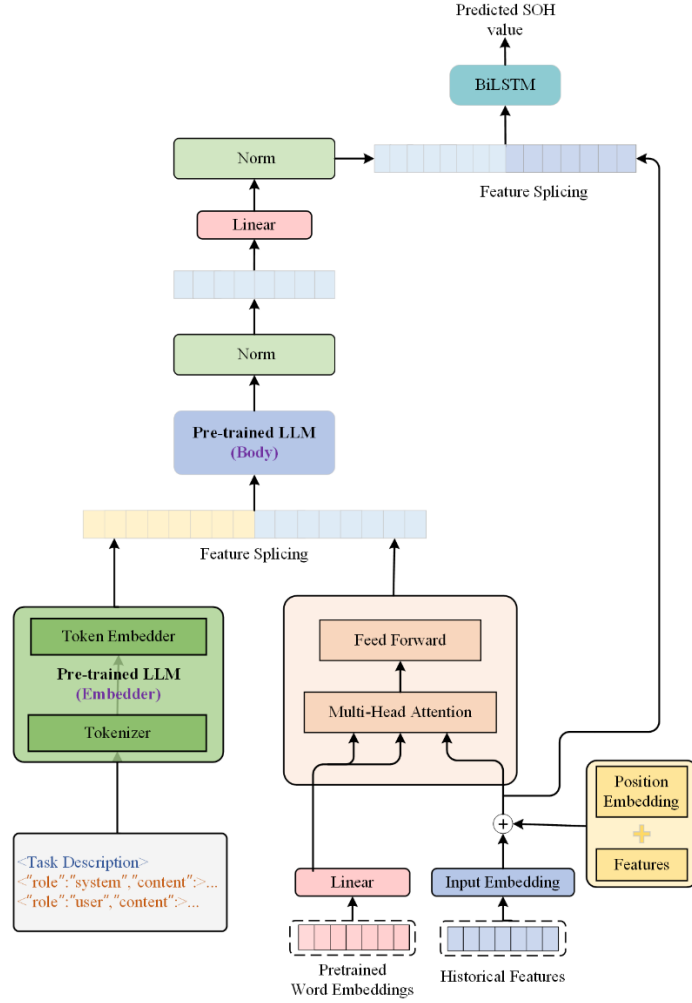 Predicted SOH
value
BiLSTM
Norm
Feature Splicing
Linear
Norm
Pre-trained LLM
(Body)
Feature Splicing
Token Embedder
Pre-trained LLM
(Embedder)
Tokenizer
Feed Forward
Multi-Head Attention
Position
Embedding
+
Features
+
<Task Description>
<"role":"system","content":>...
<"role":"user","content":>...
Linear
Input Embedding
Pretrained
Word Embeddings
Historical Features